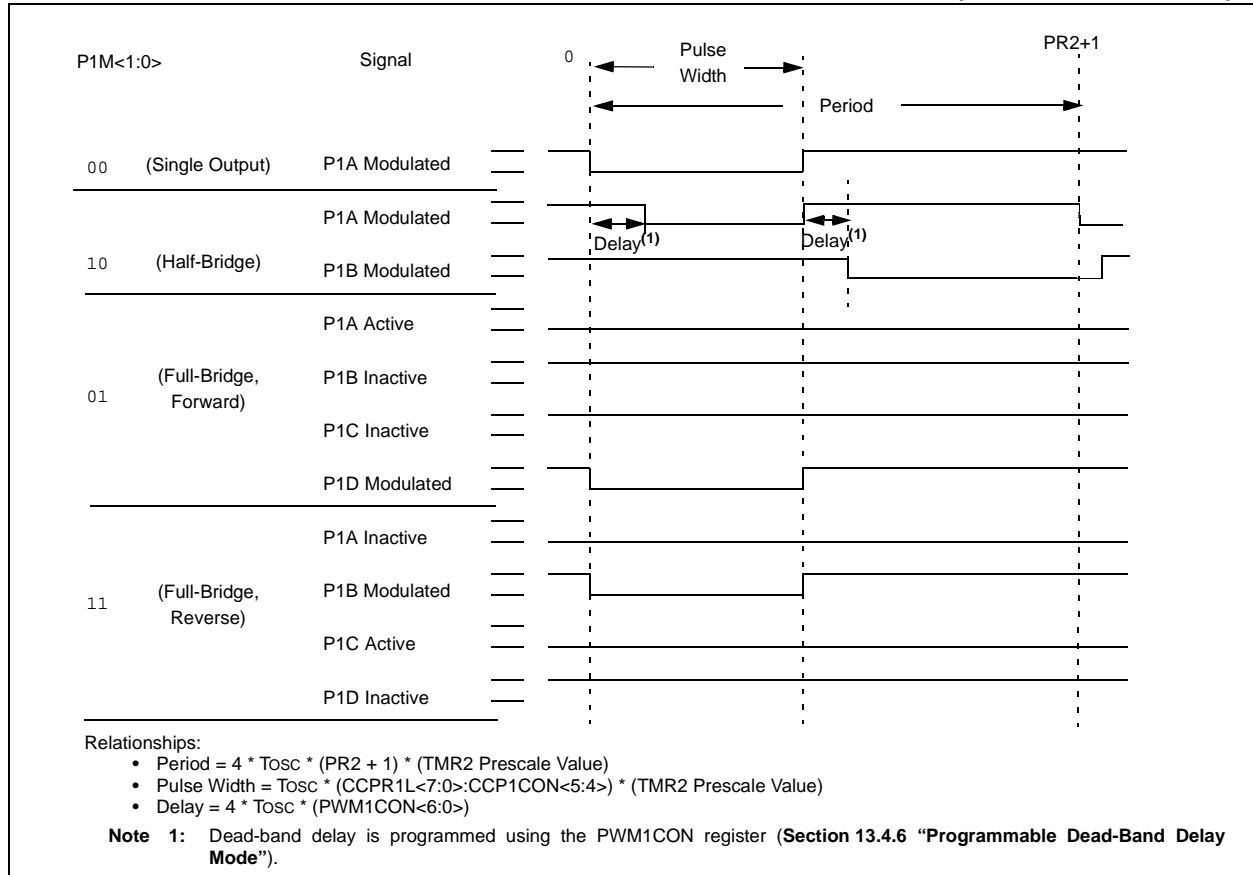 P1M<1:0> Signal 0 Pulse Width PR2+1
Period
00 (Single Output) P1A Modulated
P1A Modulated
Delay(1) Delay(1)
10 (Half-Bridge) P1B Modulated
P1A Active
01 (Full-Bridge, Forward) P1B Inactive
P1C Inactive
P1D Modulated
P1A Inactive
11 (Full-Bridge, Reverse) P1B Modulated
P1C Active
P1D Inactive
Relationships:
• Period = 4 * TOSC * (PR2 + 1) * (TMR2 Prescale Value)
• Pulse Width = TOSC * (CCPR1L<7:0>:CCP1CON<5:4>) * (TMR2 Prescale Value)
• Delay = 4 * TOSC * (PWM1CON<6:0>)
Note 1: Dead-band delay is programmed using the PWM1CON register (Section 13.4.6 “Programmable Dead-Band Delay
Mode”).